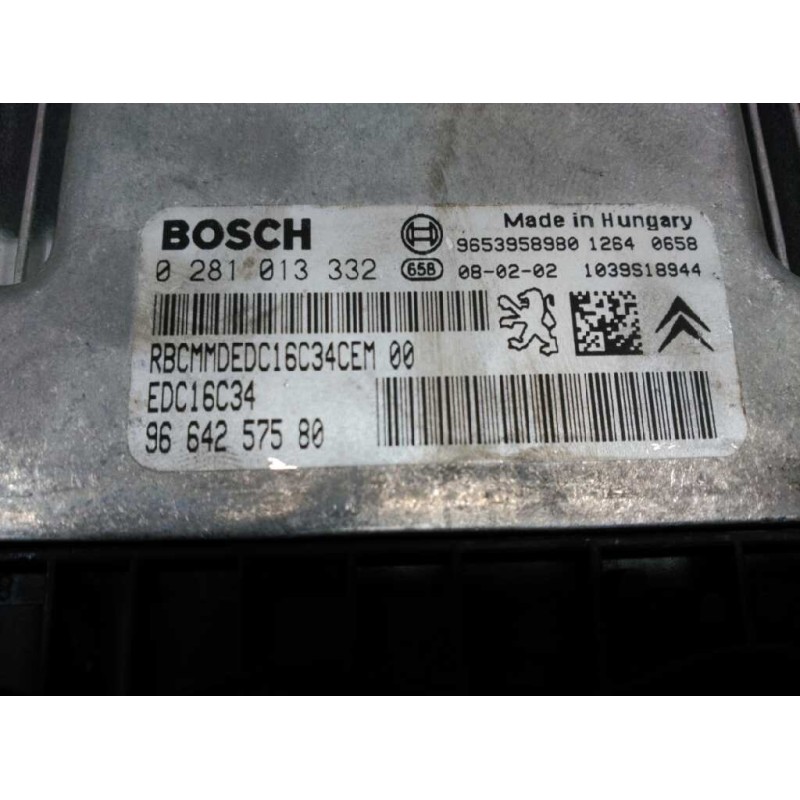 BOSCH
Made in Hungary
9653958980 1264 0658
0 281 013 332 658 08-02-02 1039S18944
RBCMMDEDC16C34CEM 00
EDC16C34
96 642 575 80